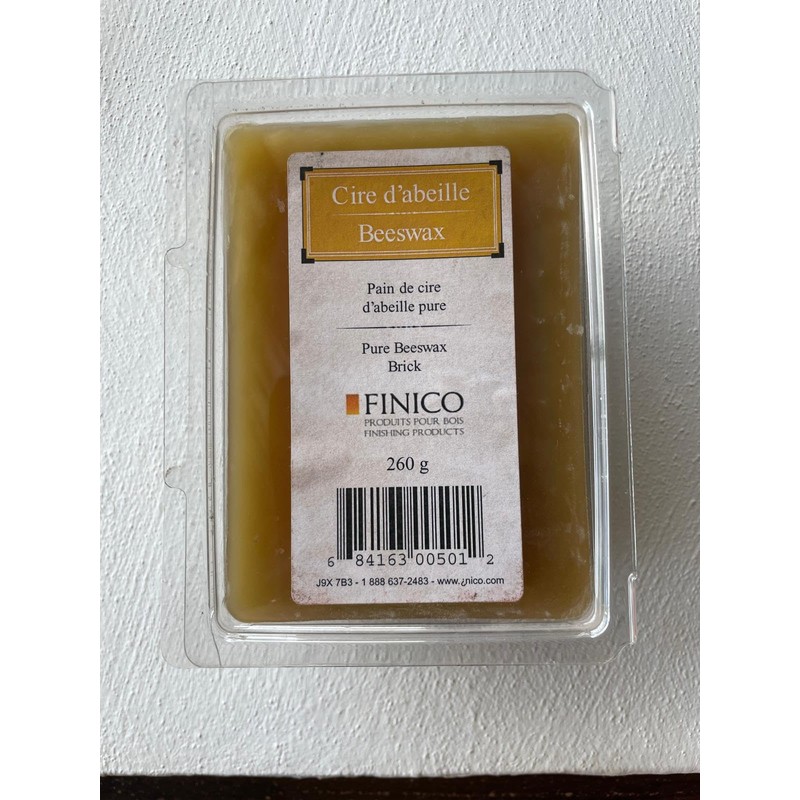 Cire d'abeille
Beeswax
Pain de cire
d'abeille pure
Pure Beeswax
Brick
FINICO
PRODUITS POUR BOIS
FINISHING PRODUCTS
260 g
6 84163 00501 2
J9X 7B3 - 1 888 637-2483 - www.¿nico.com